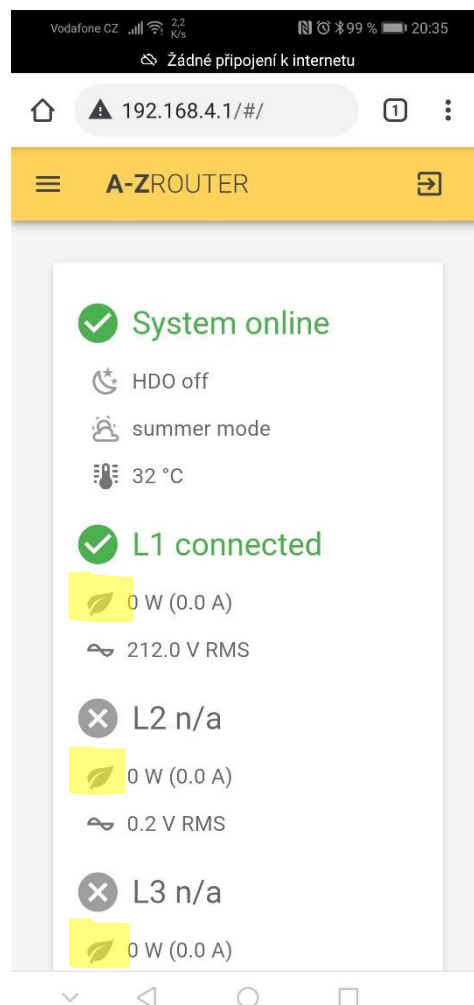 Vodafone CZ 2,2 K/s 99 % 20:35
Žádné připojení k internetu
192.168.4.1/#/ 1
A-ZROUTER
System online
HDO off
summer mode
32 °C
L1 connected
0 W (0.0 A)
212.0 V RMS
L2 n/a
0 W (0.0 A)
0.2 V RMS
L3 n/a
0 W (0.0 A)